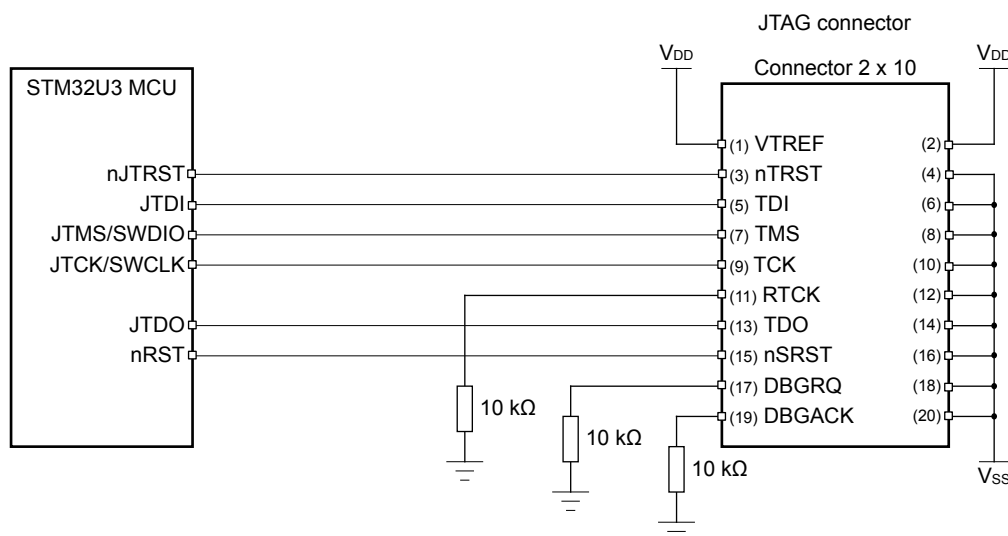 JTAG connector
VDD
VDD
Connector 2 x 10
STM32U3 MCU
(1) VTREF
(2)
nJTRST
(3) nTRST
(4)
JTDI
(5) TDI
(6)
JTMS/SWDIO
(7) TMS
(8)
JTCK/SWCLK
(9) TCK
(10)
(11) RTCK
(12)
JTDO
(13) TDO
(14)
nRST
(15) nSRST
(16)
(17) DBGRQ
(18)
10 kΩ
(19) DBGACK
(20)
10 kΩ
10 kΩ
VSS